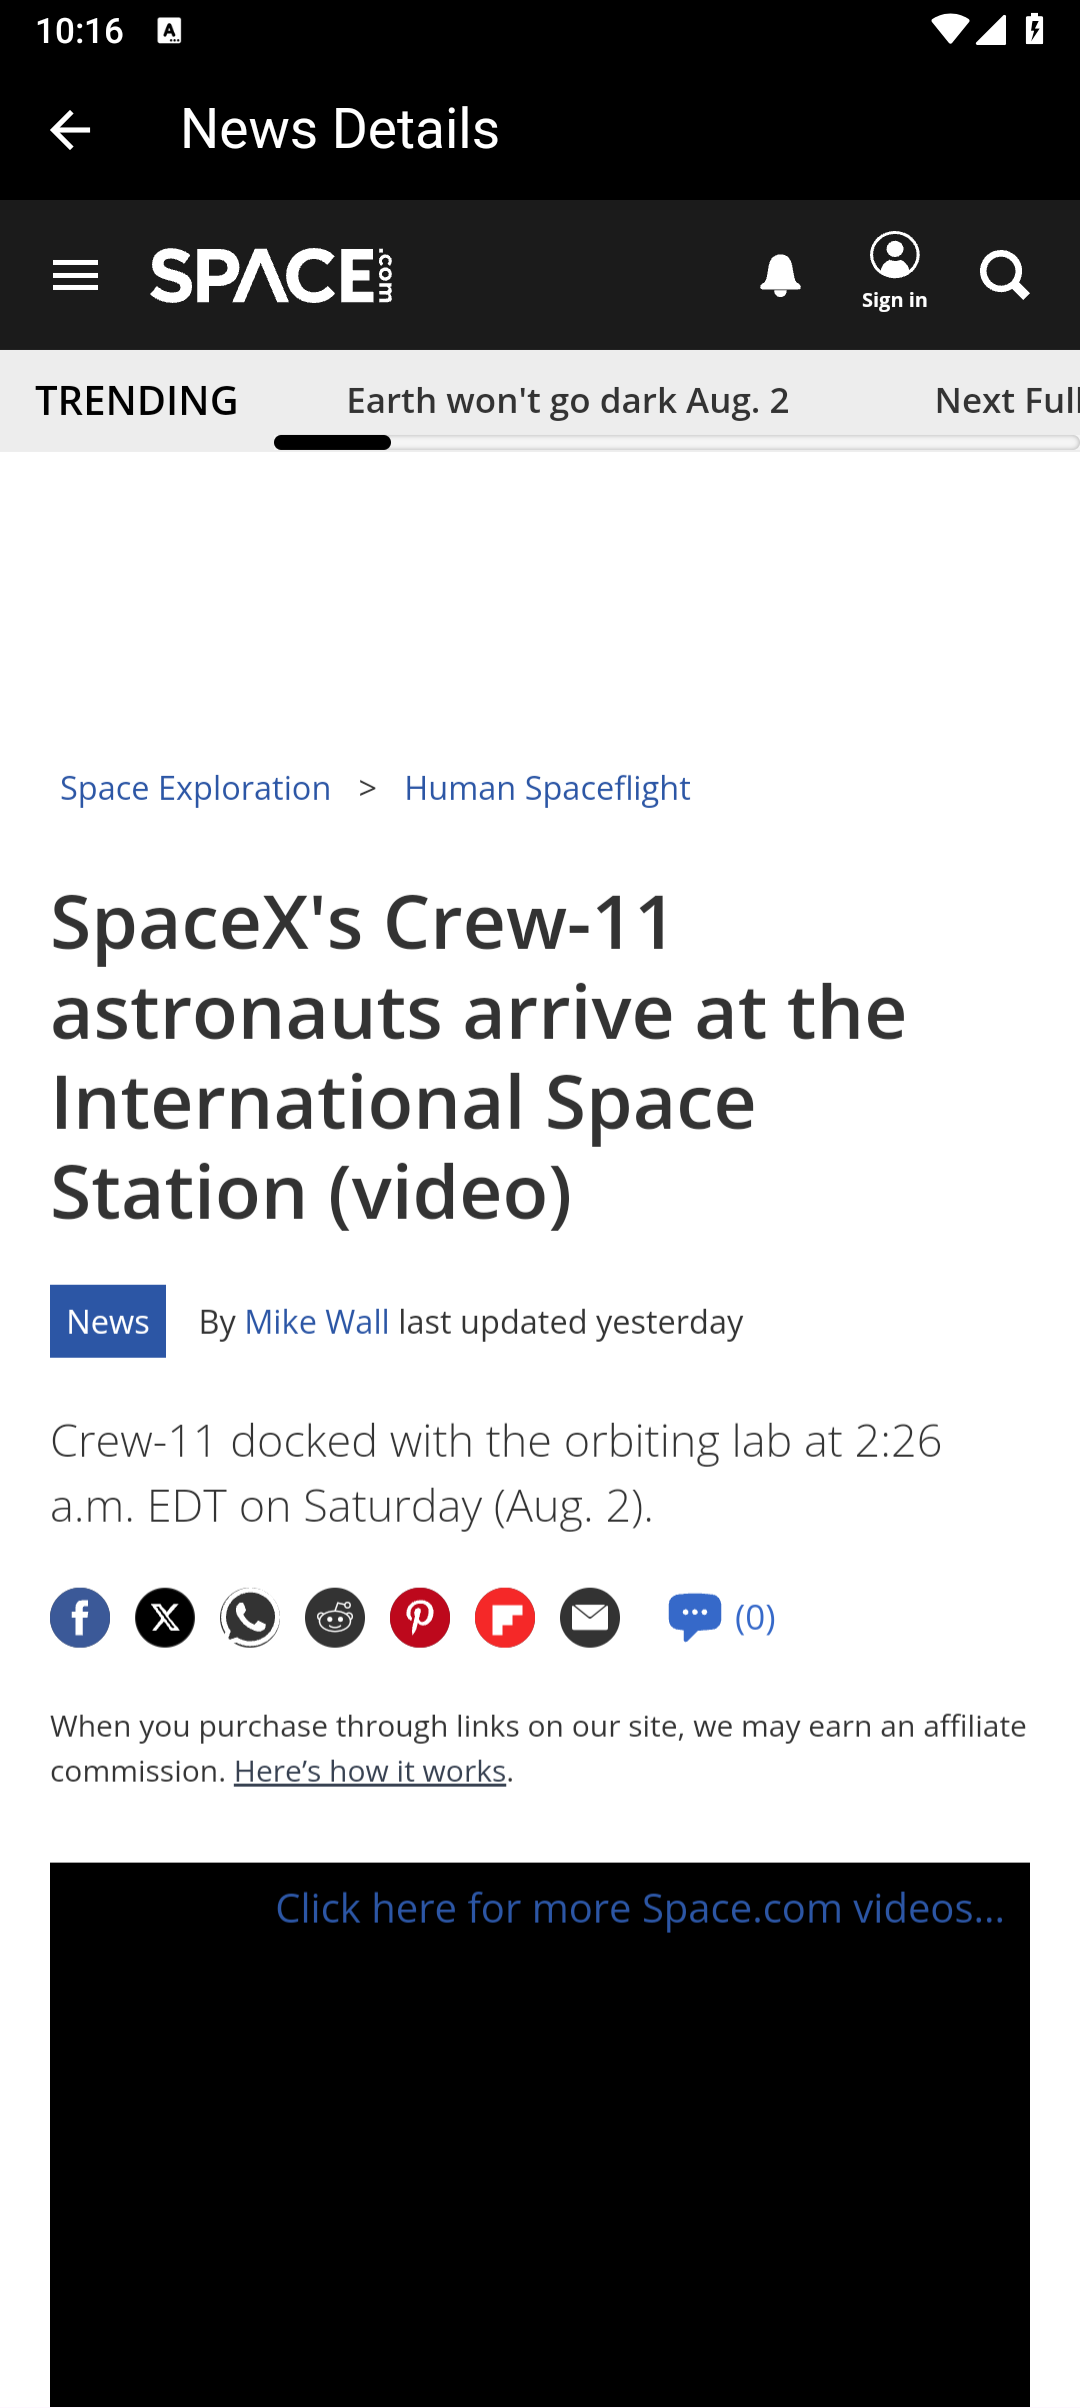 10:16
News Details
SPACE.com
Sign in
TRENDING
Earth won't go dark Aug. 2
Next Full
Space Exploration > Human Spaceflight
SpaceX's Crew-11
astronauts arrive at the
International Space
Station (video)
News
By Mike Wall last updated yesterday
Crew-11 docked with the orbiting lab at 2:26
a.m. EDT on Saturday (Aug. 2).
(0)
When you purchase through links on our site, we may earn an affiliate
commission. Here’s how it works.
Click here for more Space.com videos...